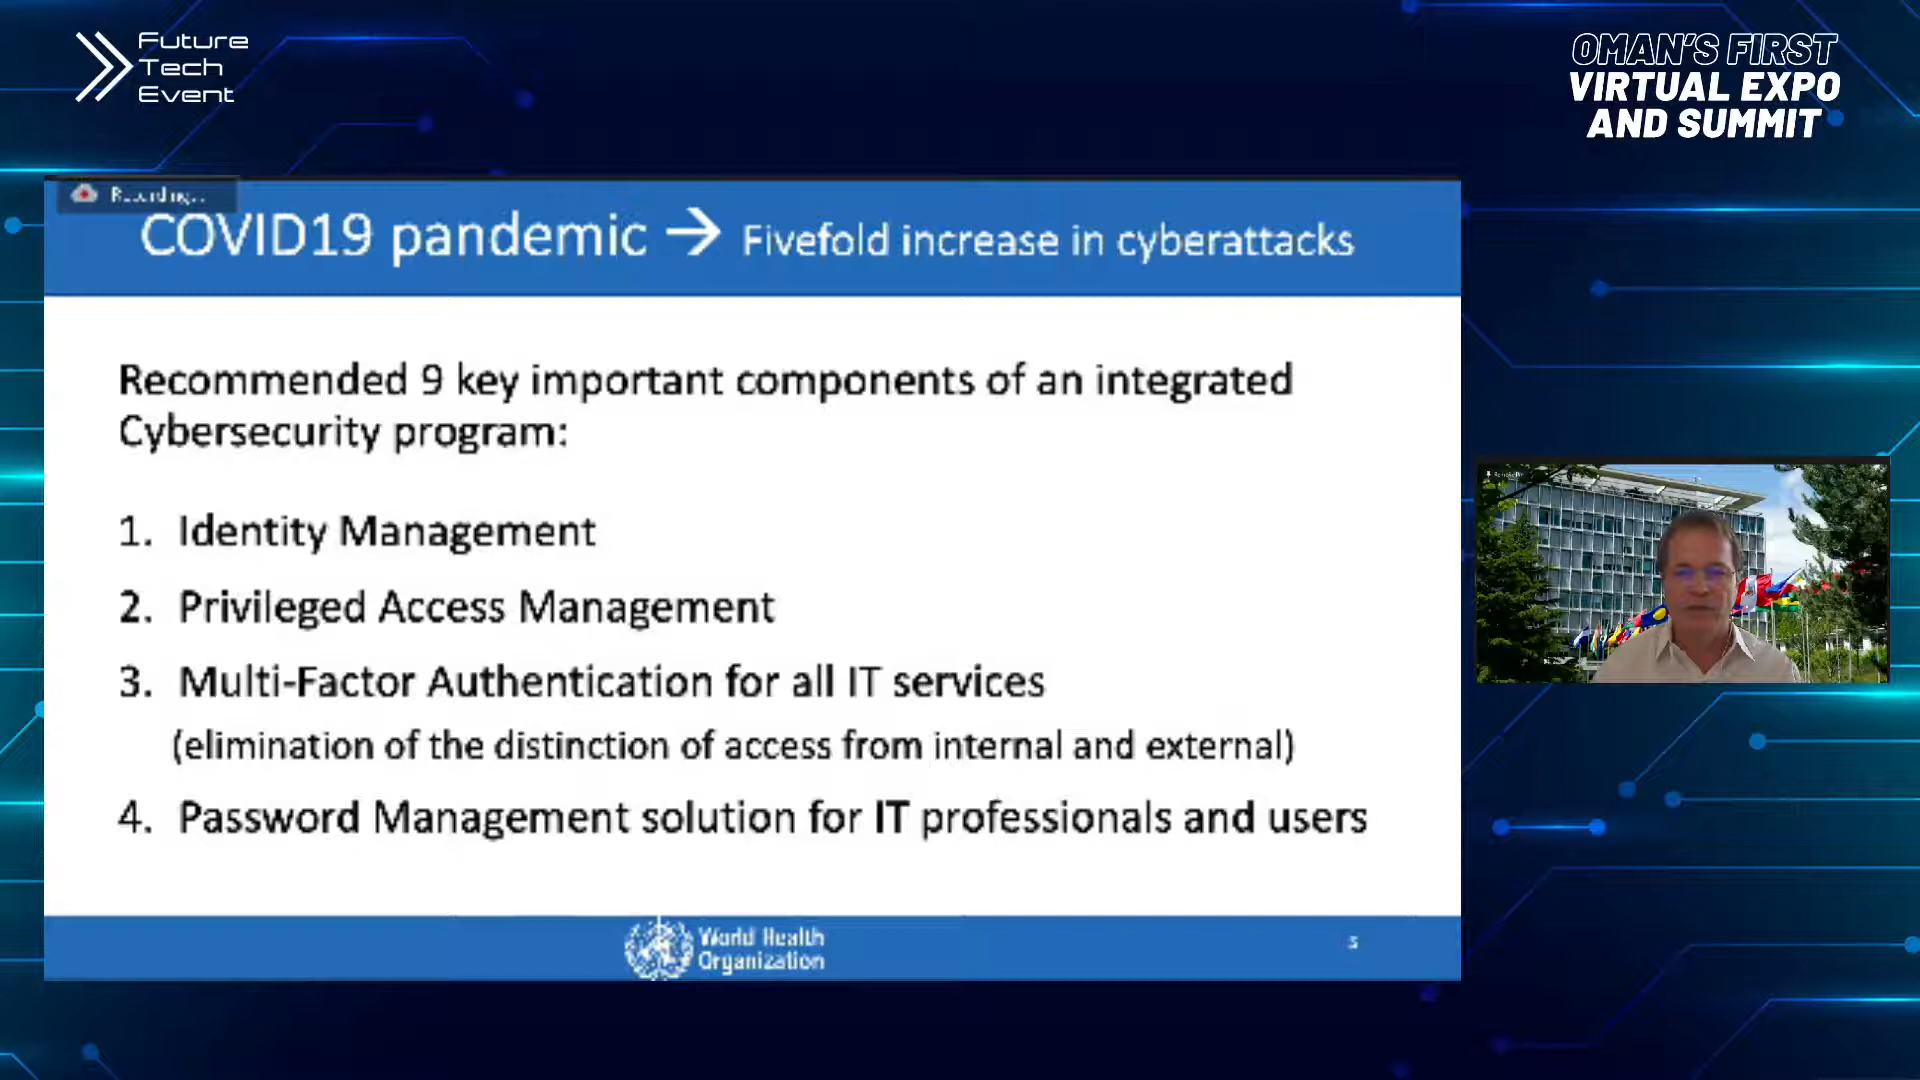 Future
Tech
Event
OMAN'S FIRST
VIRTUAL EXPO
AND SUMMIT
Recording...
COVID19 pandemic → Fivefold increase in cyberattacks
Recommended 9 key important components of an integrated
Cybersecurity program:
1. Identity Management
2. Privileged Access Management
3. Multi-Factor Authentication for all IT services
(elimination of the distinction of access from internal and external)
4. Password Management solution for IT professionals and users
World Health
Organization